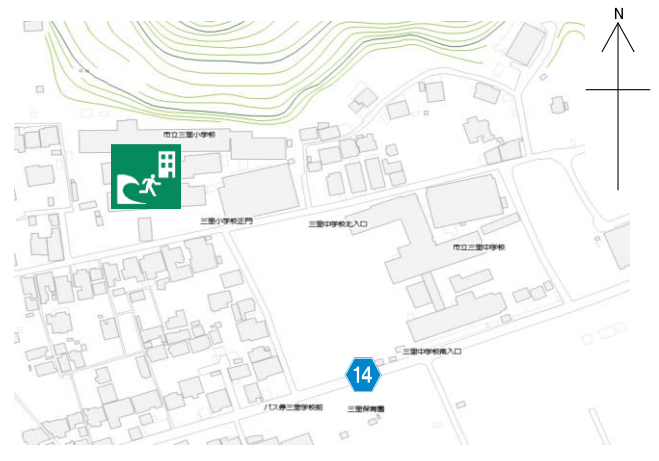 N
市立三里小学校
三里小学校正門
三里中学校北入口
市立三里中学校
三里中学校南入口
14
バス停三里学校前
三里保育園